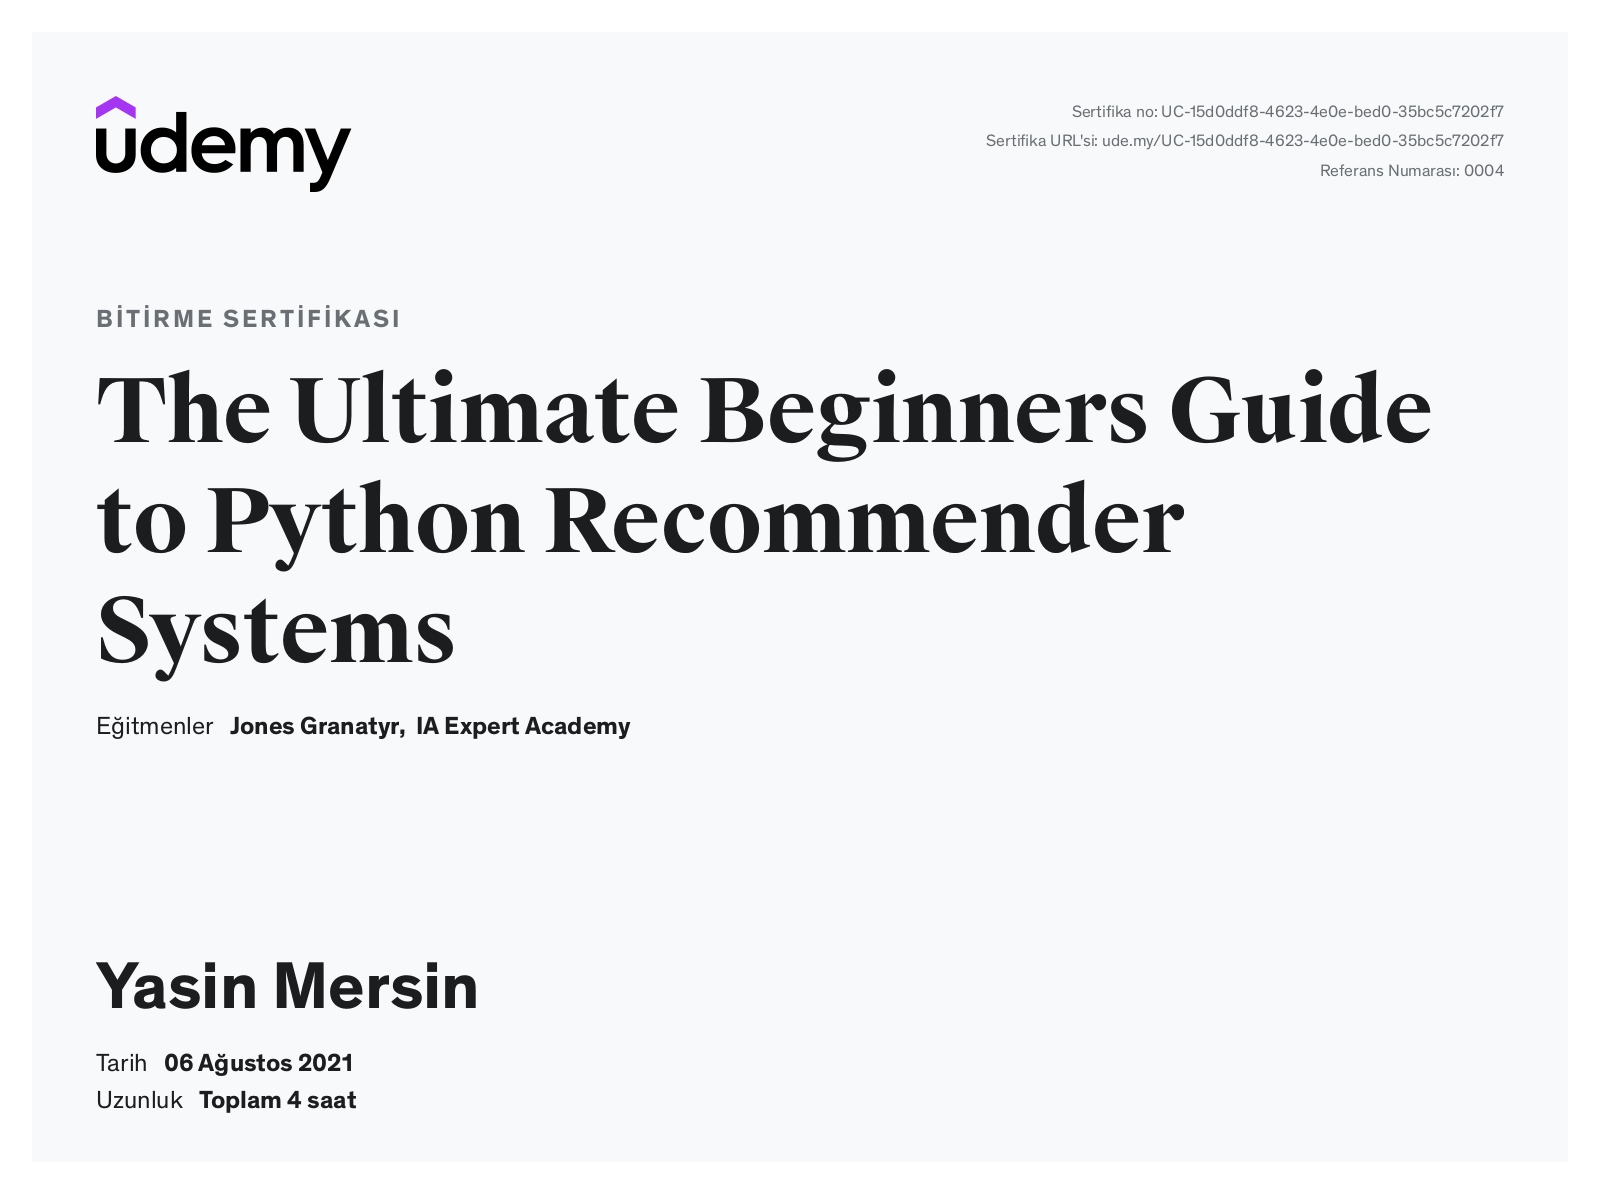 udemy
Sertifika no: UC-15d0ddf8-4623-4e0e-bed0-35bc5c7202f7
Sertifika URL'si: ude.my/UC-15d0ddf8-4623-4e0e-bed0-35bc5c7202f7
Referans Numarası: 0004
BİTİRME SERTİFİKASI
The Ultimate Beginners Guide
to Python Recommender
Systems
Eğitmenler Jones Granatyr, IA Expert Academy
Yasin Mersin
Tarih 06 Ağustos 2021
Uzunluk Toplam 4 saat